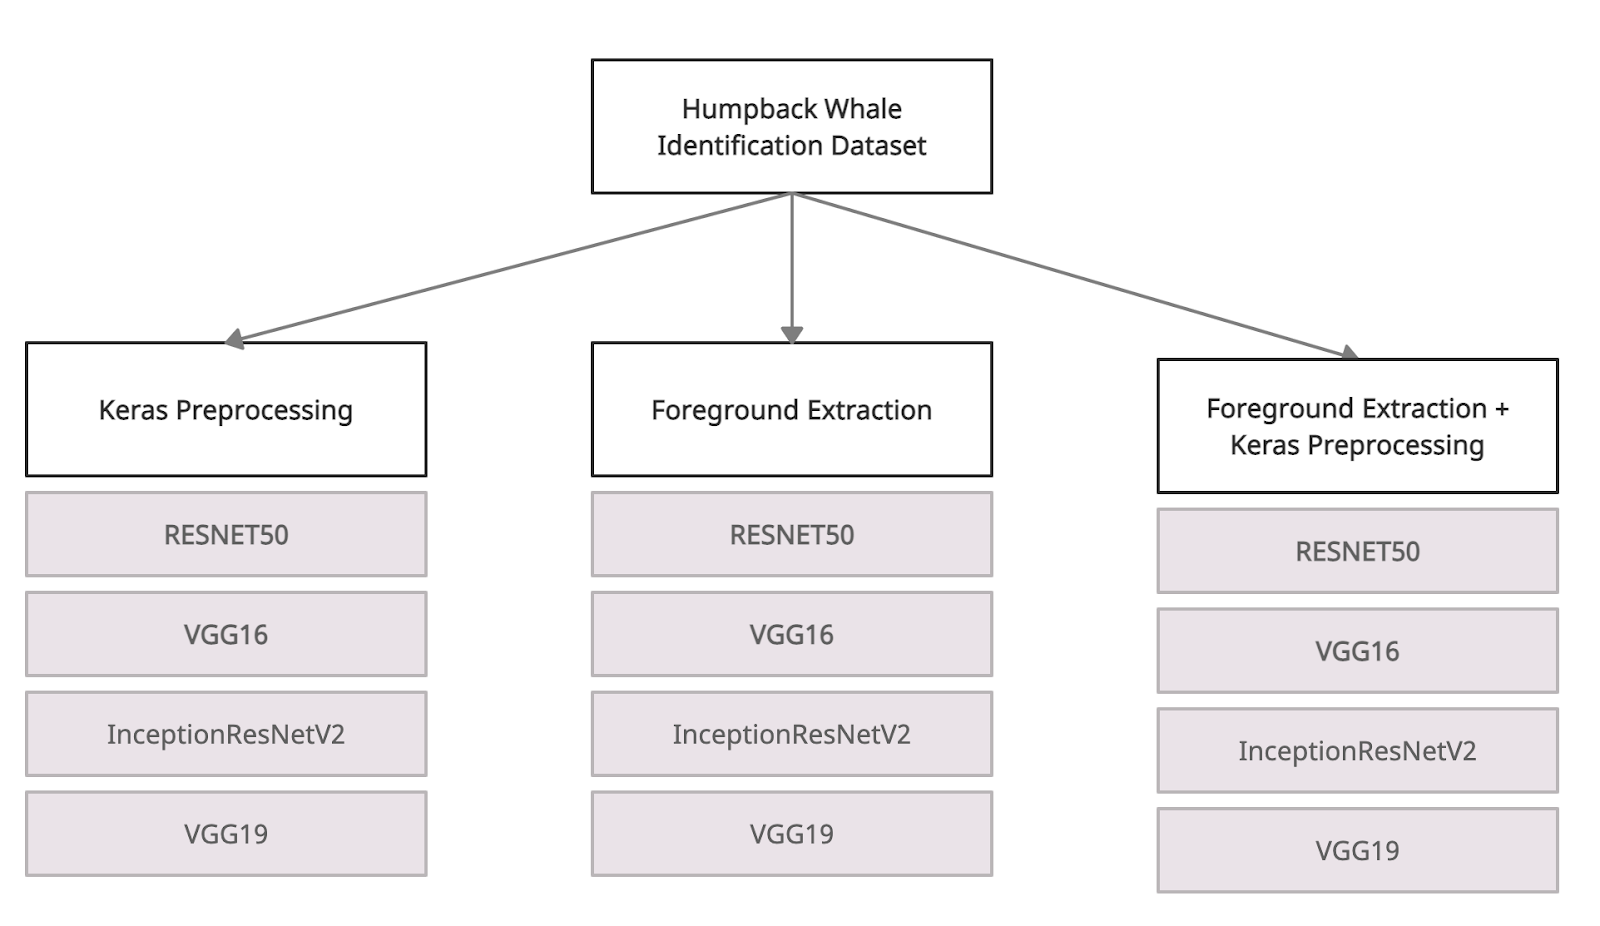 Humpback Whale
Identification Dataset
Keras Preprocessing
RESNET50
VGG16
InceptionResNetV2
VGG19
Foreground Extraction
RESNET50
VGG16
InceptionResNetV2
VGG19
Foreground Extraction +
Keras Preprocessing
RESNET50
VGG16
InceptionResNetV2
VGG19